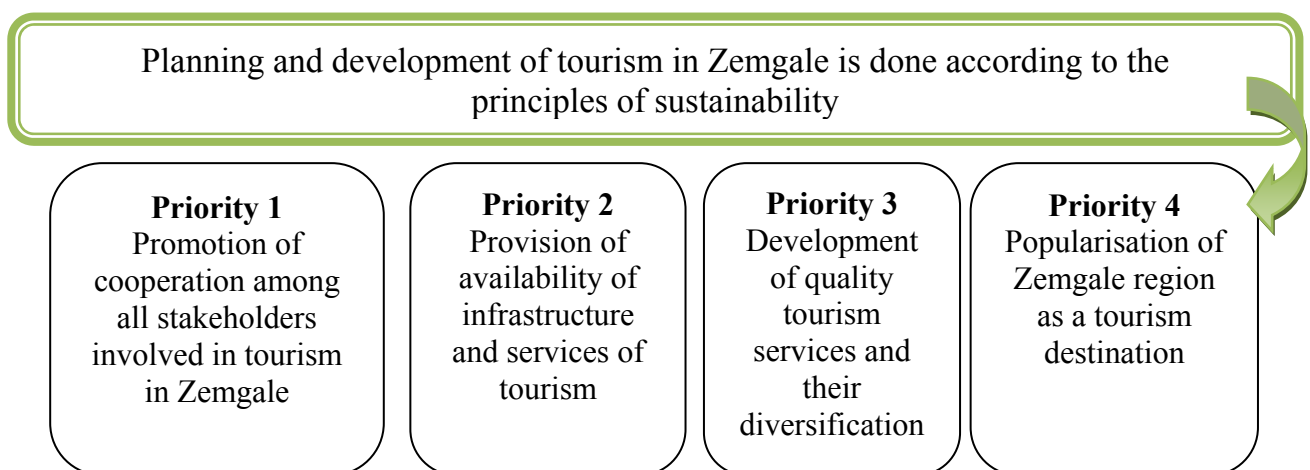 Planning and development of tourism in Zemgale is done according to the
principles of sustainability
Priority 1
Promotion of
cooperation among
all stakeholders
involved in tourism
in Zemgale
Priority 2
Provision of
availability of
infrastructure
and services of
tourism
Priority 3
Development
of quality
tourism
services and
their
diversification
Priority 4
Popularisation of
Zemgale region
as a tourism
destination